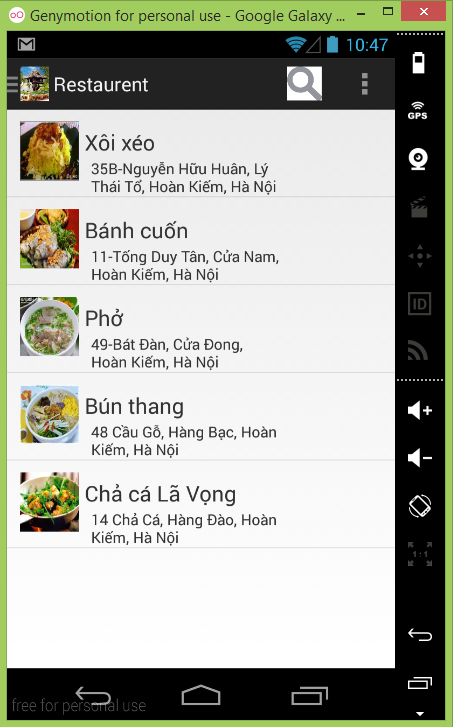 Genymotion for personal use - Google Galaxy ...
10:47
Restaurent
GPS
Xôi xéo
35B-Nguyễn Hữu Huân, Lý
Thái Tổ, Hoàn Kiếm, Hà Nội
Bánh cuốn
11-Tống Duy Tân, Cửa Nam,
Hoàn Kiếm, Hà Nội
ID
Phở
49-Bát Đàn, Cửa Đong,
Hoàn Kiếm, Hà Nội
Bún thang
48 Cầu Gỗ, Hàng Bạc, Hoàn
Kiếm, Hà Nội
Chả cá Lã Vọng
14 Chả Cá, Hàng Đào, Hoàn
Kiếm, Hà Nội
1:1
free for personal use